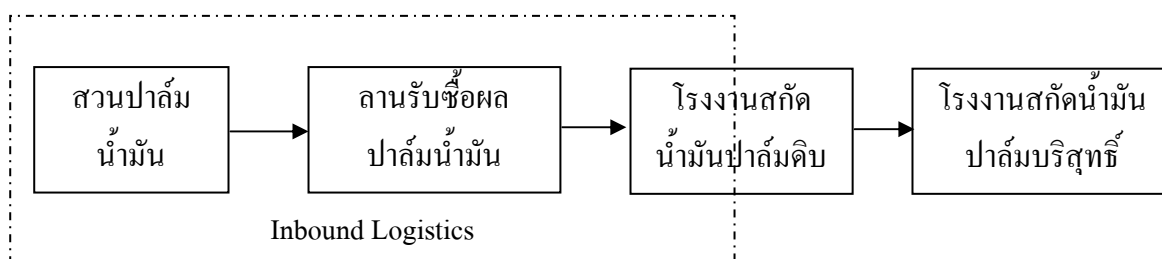 สวนปาล์ม
น้ำมัน
ลานรับซื้อผล
ปาล์มน้ำมัน
โรงงานสกัด
น้ำมันปาล์มดิบ
โรงงานสกัดน้ำมัน
ปาล์มบริสุทธิ์
Inbound Logistics